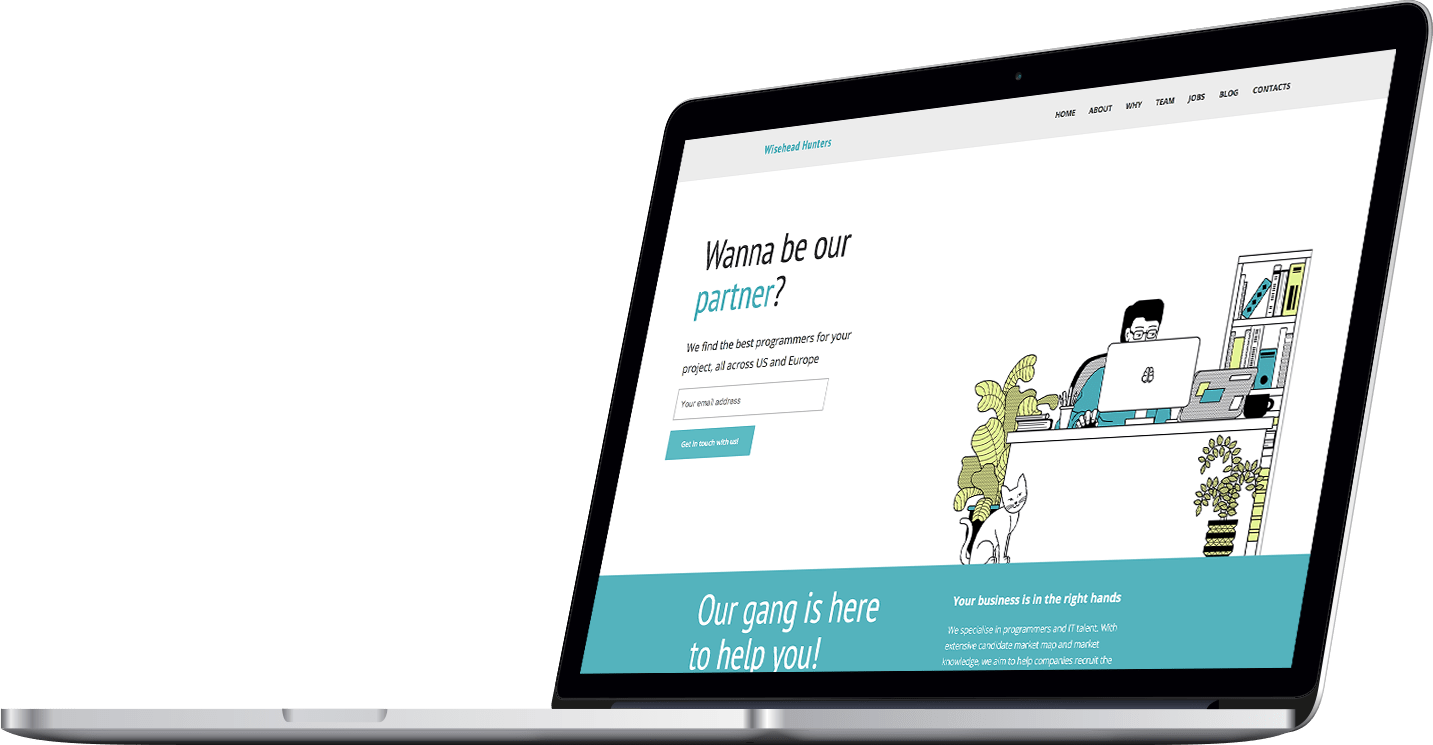 Wisehead Hunters
HOME ABOUT WHY TEAM JOBS BLOG CONTACTS
Wanna be our
partner?
We find the best programmers for your
project, all across US and Europe
Your email address
Get in touch with us!
Our gang is here
to help you!
Your business is in the right hands
We specialise in programmers and IT talent. With
extensive candidate market map and market
knowledge, we aim to help companies recruit the